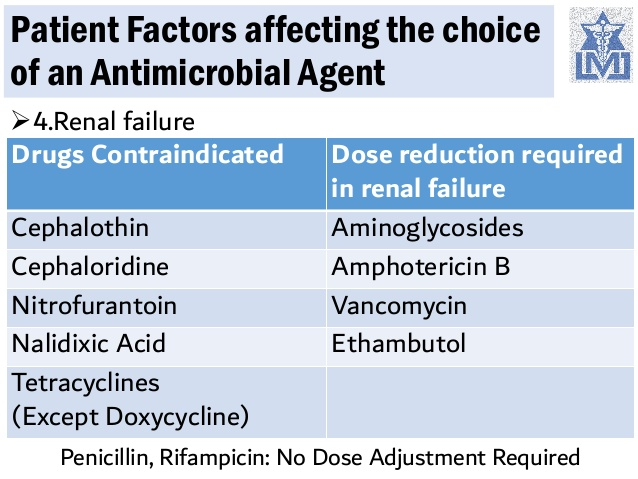 Patient Factors affecting the choice
of an Antimicrobial Agent
LMJ
➢4.Renal failure
Drugs Contraindicated
Dose reduction required
in renal failure
Cephalothin
Aminoglycosides
Cephaloridine
Amphotericin B
Nitrofurantoin
Vancomycin
Nalidixic Acid
Ethambutol
Tetracyclines
(Except Doxycycline)
Penicillin, Rifampicin: No Dose Adjustment Required